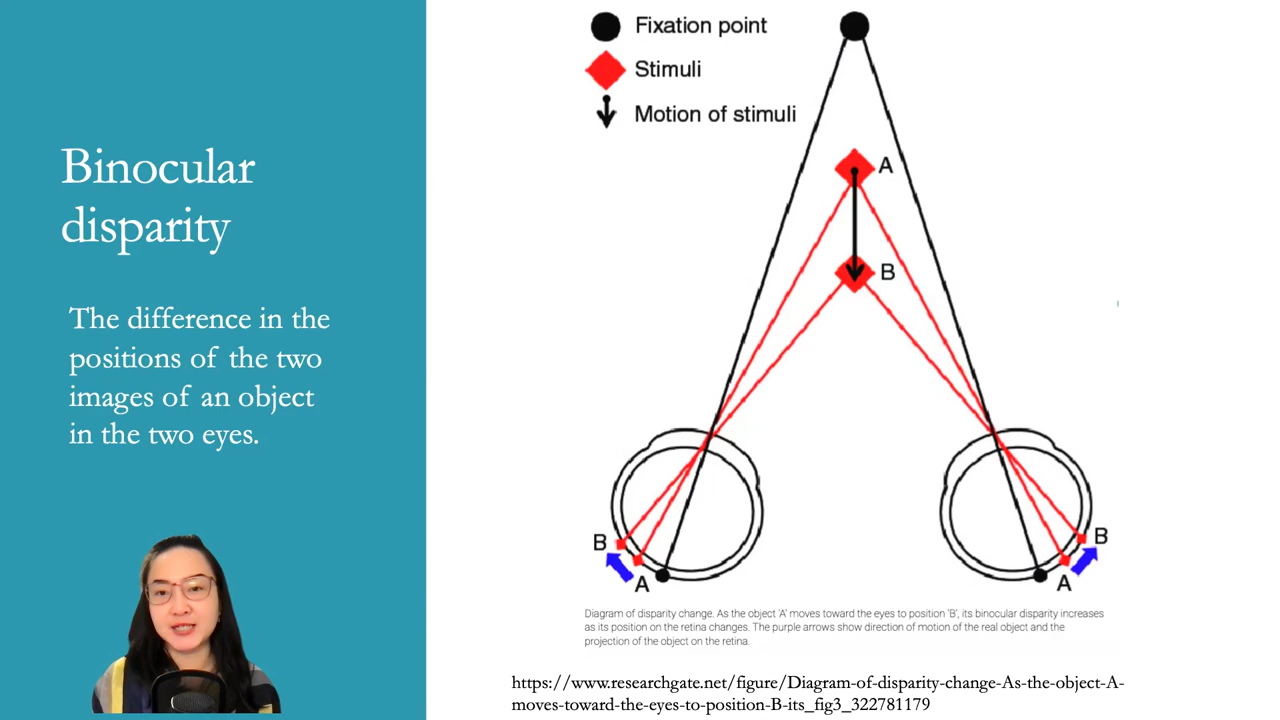 Binocular
disparity
The difference in the
positions of the two
images of an object
in the two eyes.
Fixation point
Stimuli
Motion of stimuli
A
B
B
A
B
A
Diagram of disparity change. As the object 'A' moves toward the eyes to position 'B', its binocular disparity increases
as its position on the retina changes. The purple arrows show direction of motion of the real object and the
projection of the object on the retina.
https://www.researchgate.net/figure/Diagram-of-disparity-change-As-the-object-A-
moves-toward-the-eyes-to-position-B-its_fig3_322781179